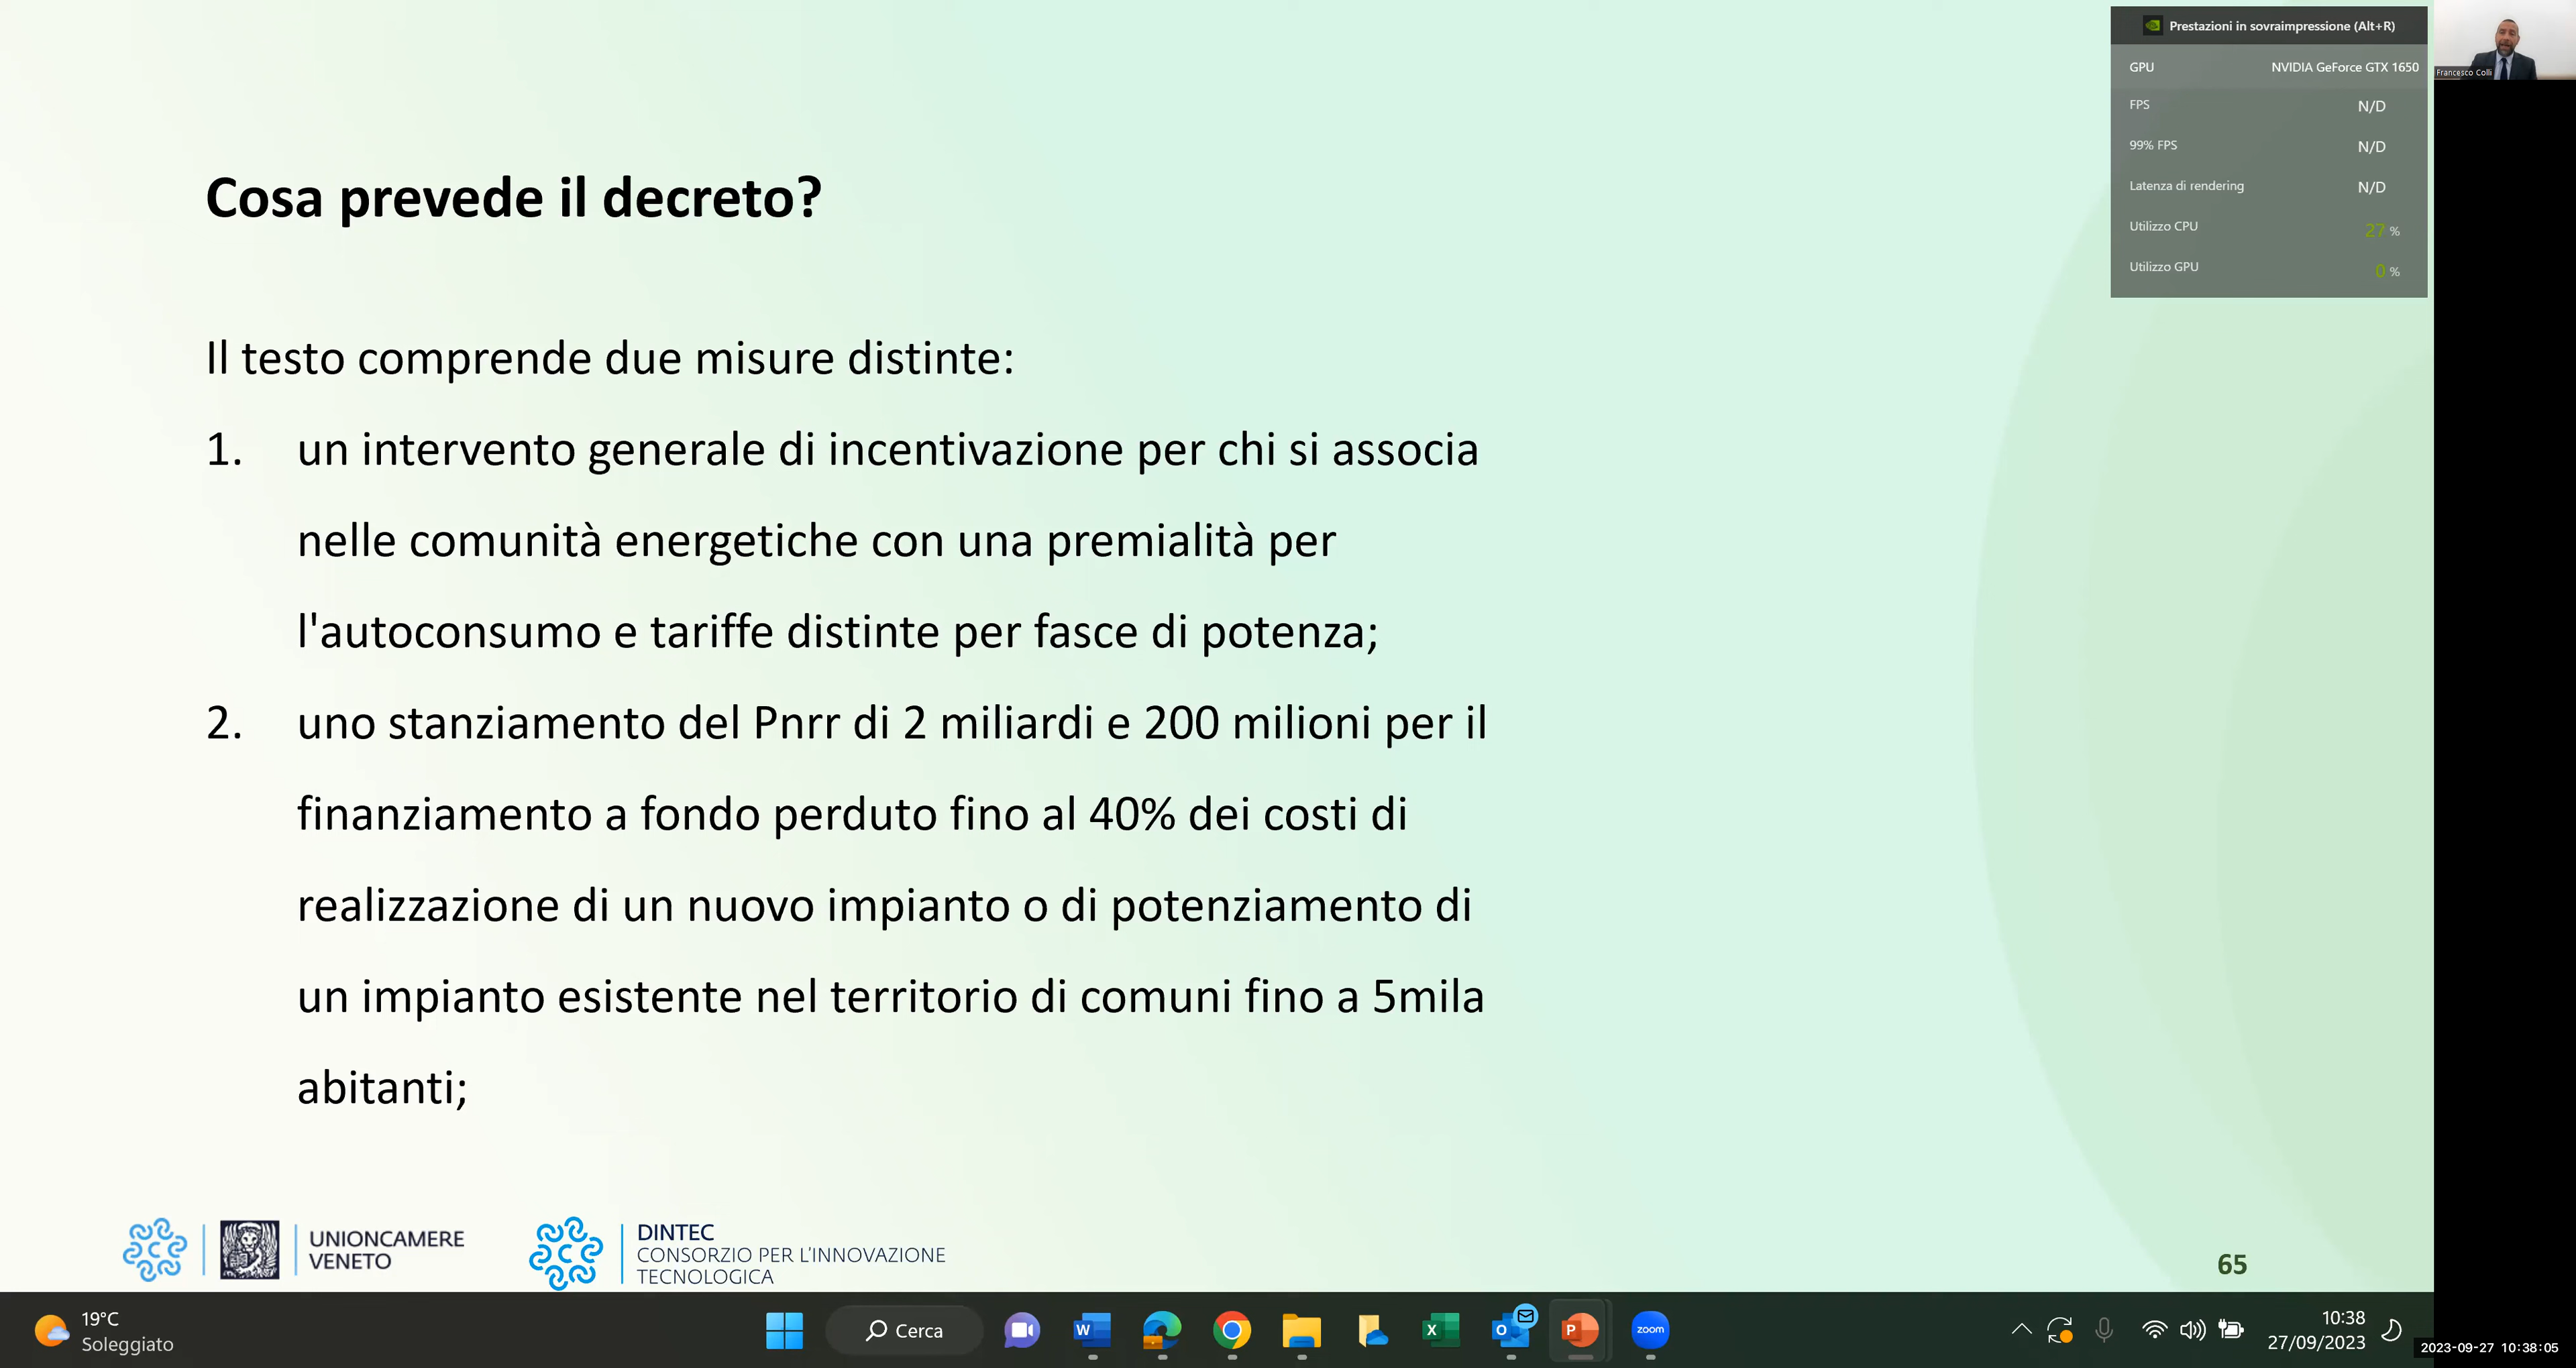 Cosa prevede il decreto?
Il testo comprende due misure distinte:
1. un intervento generale di incentivazione per chi si associa
nelle comunità energetiche con una premialità per
l'autoconsumo e tariffe distinte per fasce di potenza;
2. uno stanziamento del Pnrr di 2 miliardi e 200 milioni per il
finanziamento a fondo perduto fino al 40% dei costi di
realizzazione di un nuovo impianto o di potenziamento di
un impianto esistente nel territorio di comuni fino a 5mila
abitanti;
UNIONCAMERE
VENETO
DINTEC
CONSORZIO PER L'INNOVAZIONE
TECNOLOGICA
65
Prestazioni in sovraimpressione (Alt+R)
GPU NVIDIA GeForce GTX 1650
FPS N/D
99% FPS N/D
Latenza di rendering N/D
Utilizzo CPU 27 %
Utilizzo GPU 0 %
Francesco Colli
19°C
Soleggiato
Cerca
W
X
O
P
zoom
10:38
27/09/2023
2023-09-27 10:38:05